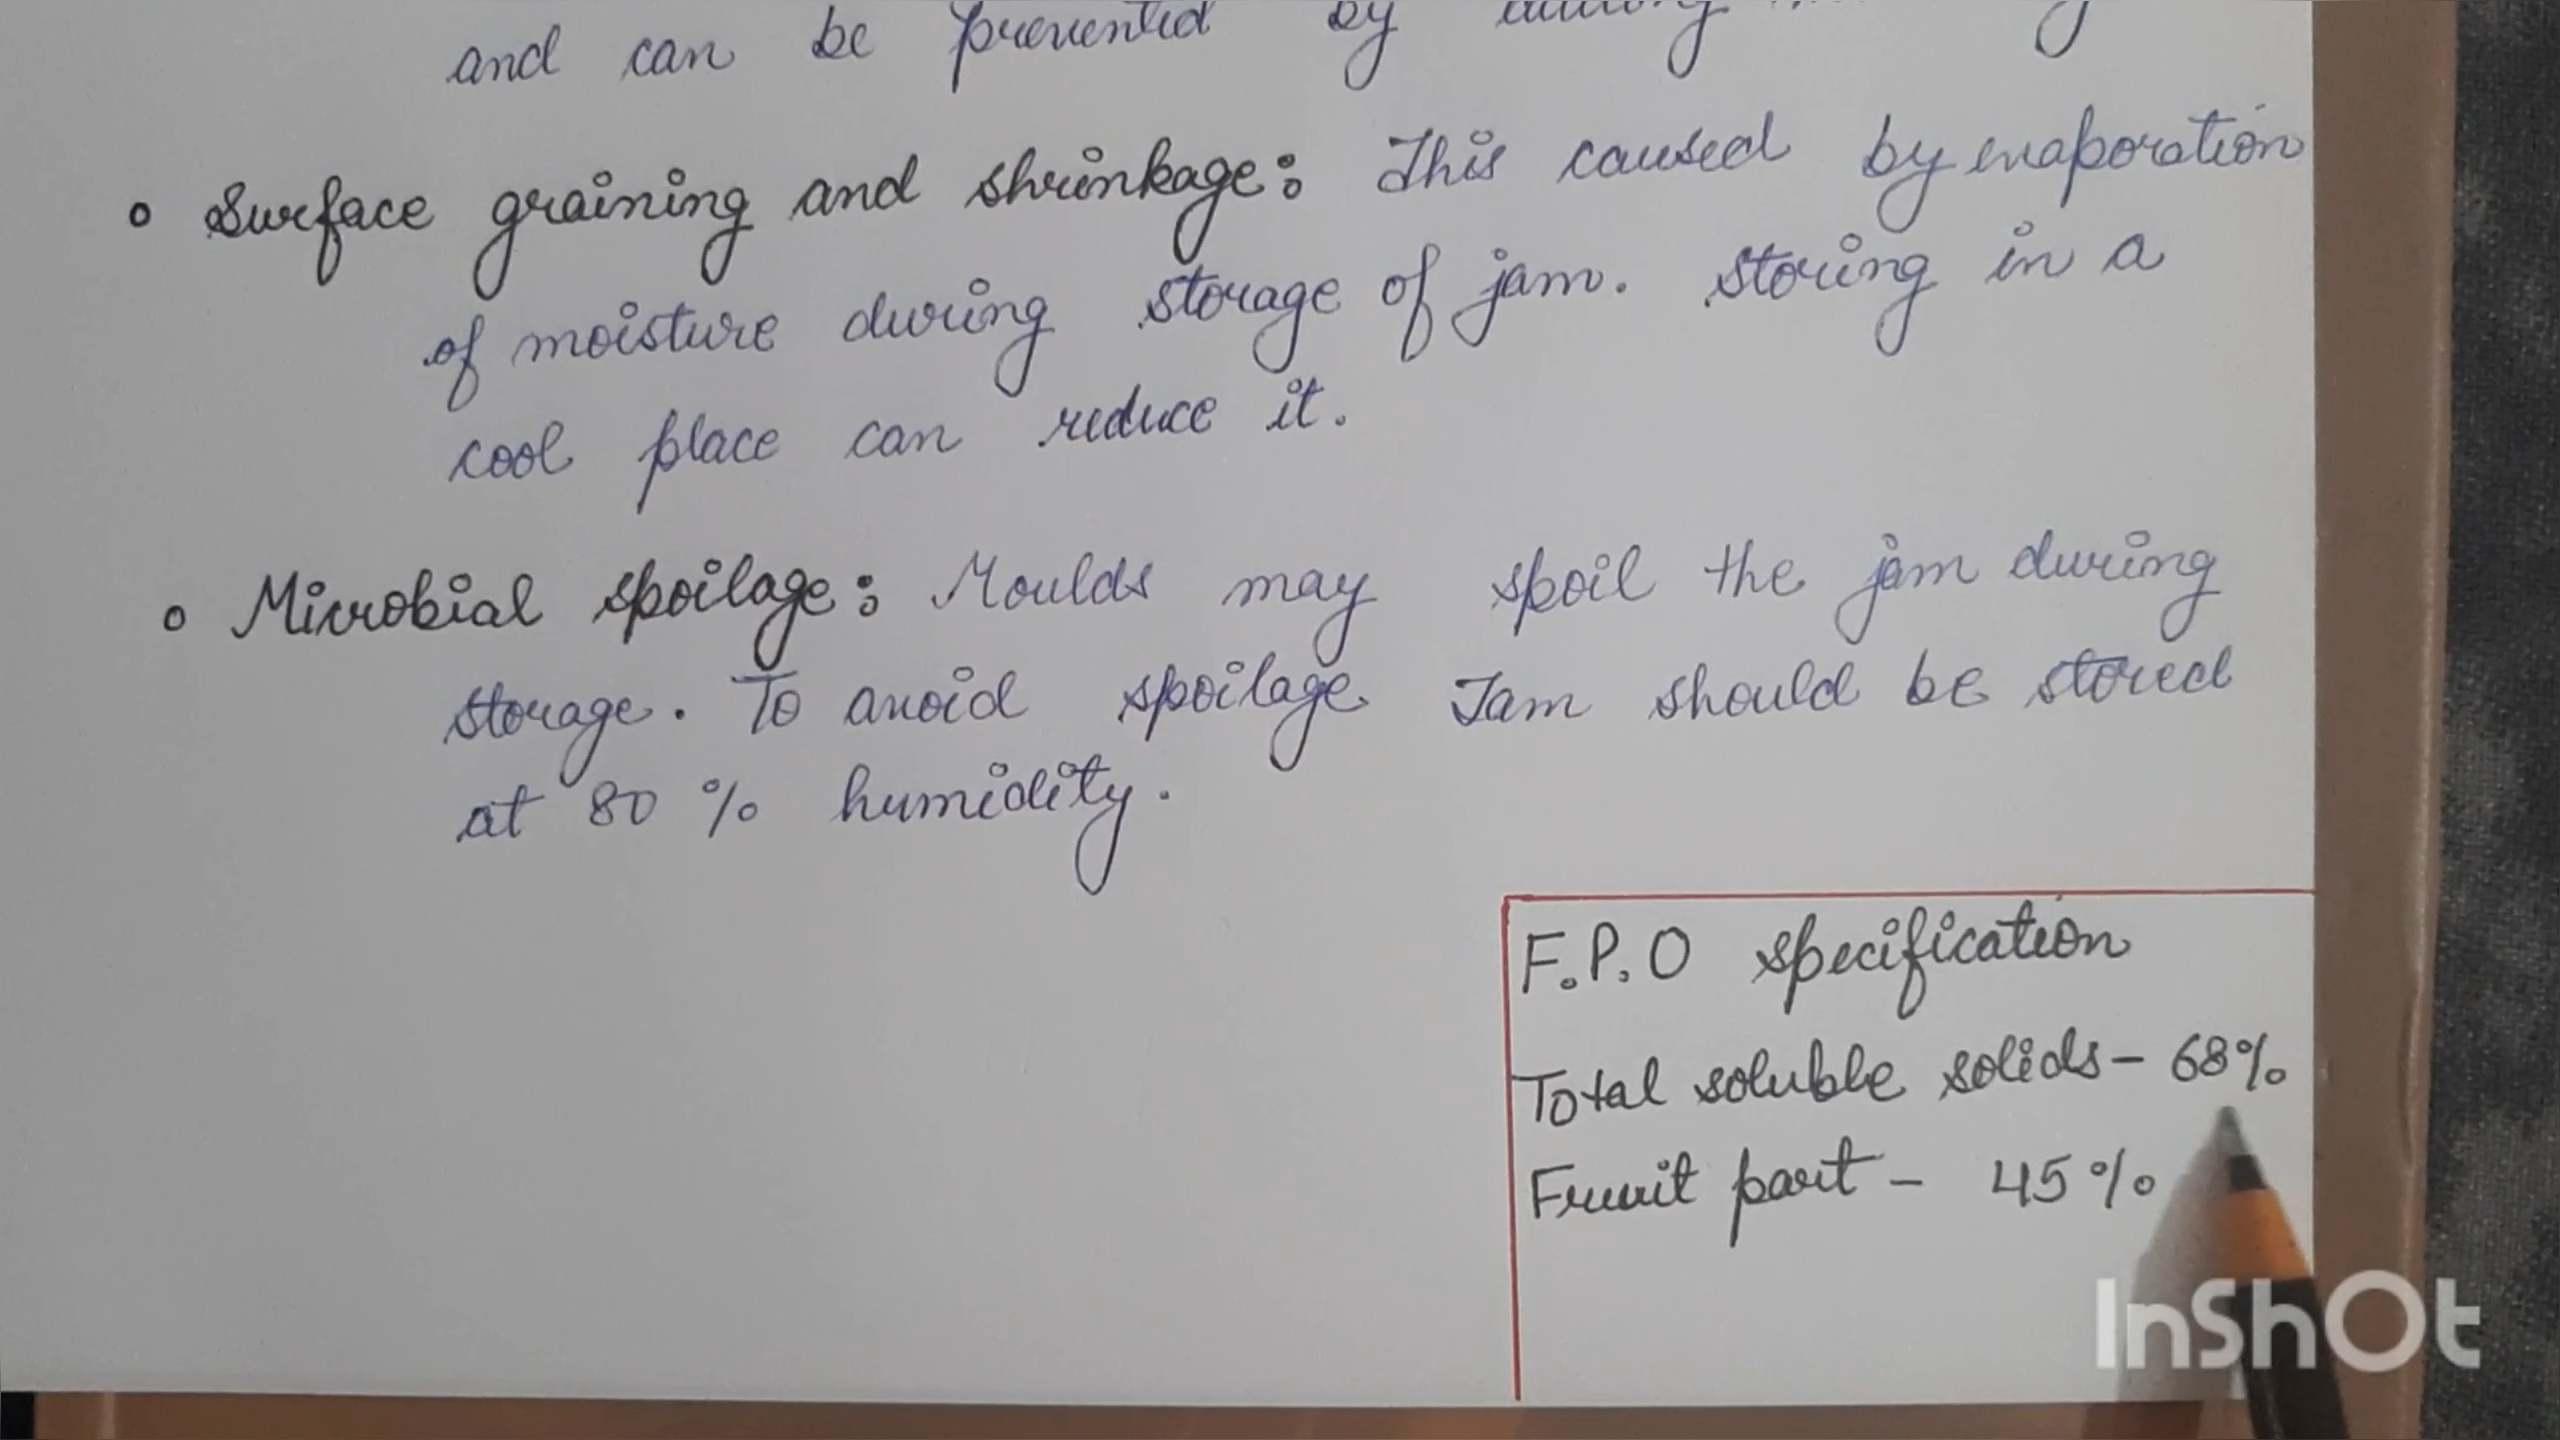 and can be prevented by
• Surface graining and shrinkage: This caused by evaporation
of moisture during storage of jam. Storing in a
cool place can reduce it.
• Microbial spoilage: Moulds may spoil the jam during
storage. To avoid spoilage Jam should be stored
at 80 % humidity.
F.P.O specification
Total soluble solids - 68%
Fruit part - 45%
InShOt